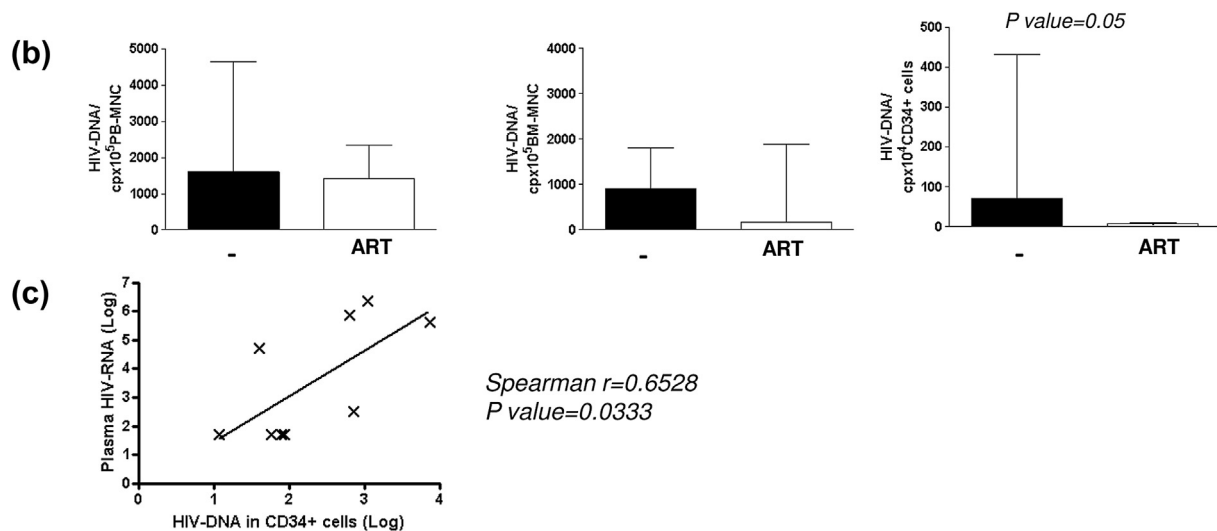 (b)
HIV-DNA/
cpx10⁵PB-MNC
5000
4000
3000
2000
1000
0
-
ART
HIV-DNA/
cpx10⁵BM-MNC
4000
3000
2000
1000
0
-
ART
P value=0.05
HIV-DNA/
cpx10⁴CD34+ cells
500
400
300
200
100
0
-
ART
(c)
Plasma HIV-RNA (Log)
7
6
5
4
3
2
1
0
0 1 2 3 4
HIV-DNA in CD34+ cells (Log)
Spearman r=0.6528
P value=0.0333